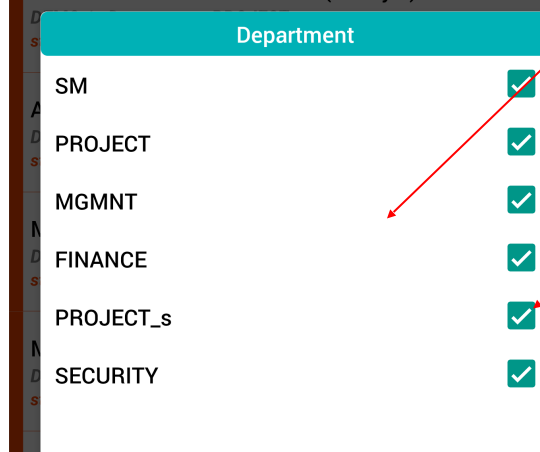 Department
SM
PROJECT
MGMNT
FINANCE
PROJECT_s
SECURITY